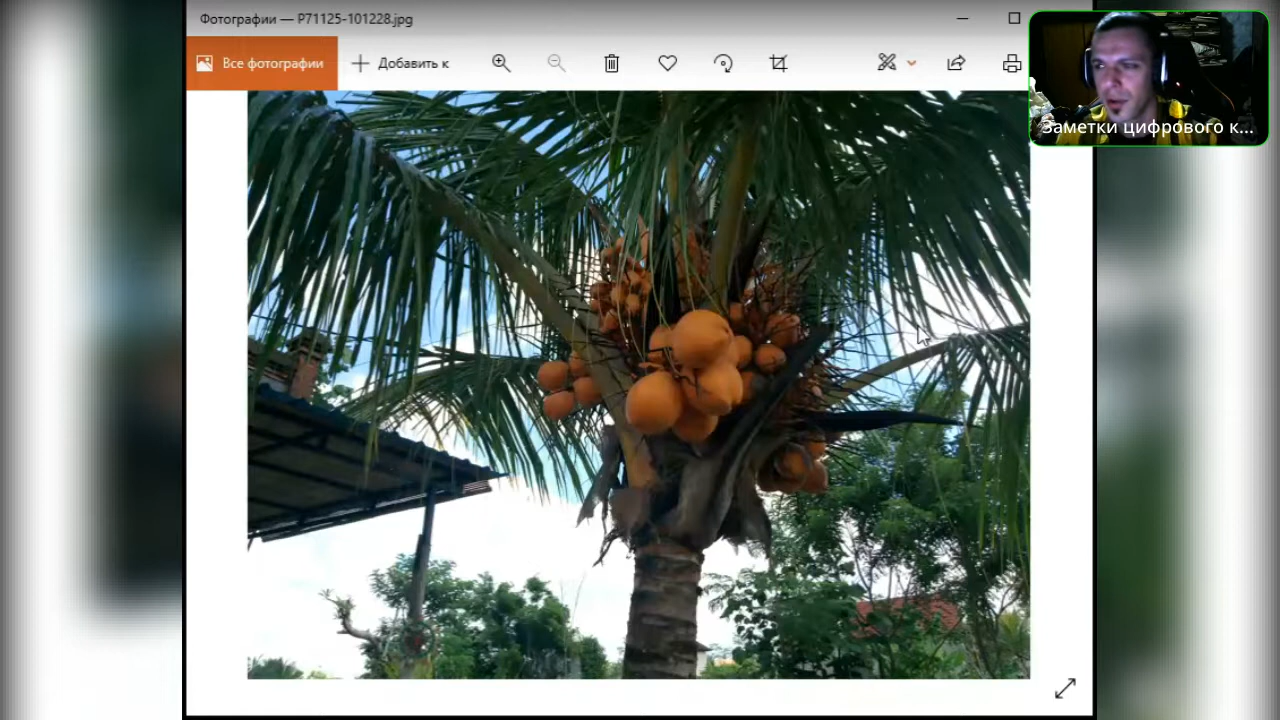 Фотографии — P71125-101228.jpg
Все фотографии
Добавить к
Заметки цифрового к...